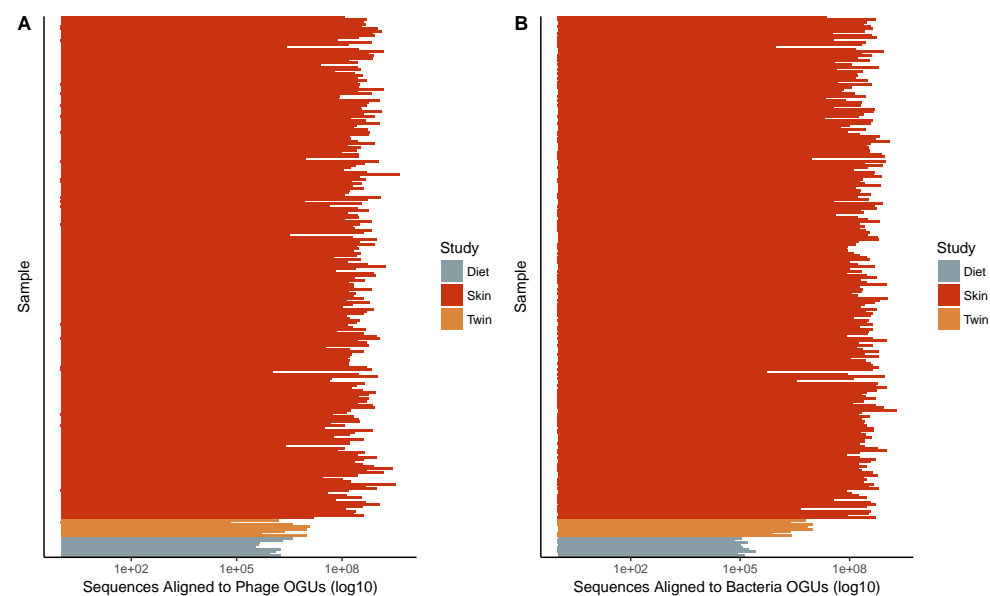 A
Sample
1e+02 1e+05 1e+08
Sequences Aligned to Phage OGUs (log10)
Study
Diet
Skin
Twin
B
Sample
1e+02 1e+05 1e+08
Sequences Aligned to Bacteria OGUs (log10)
Study
Diet
Skin
Twin